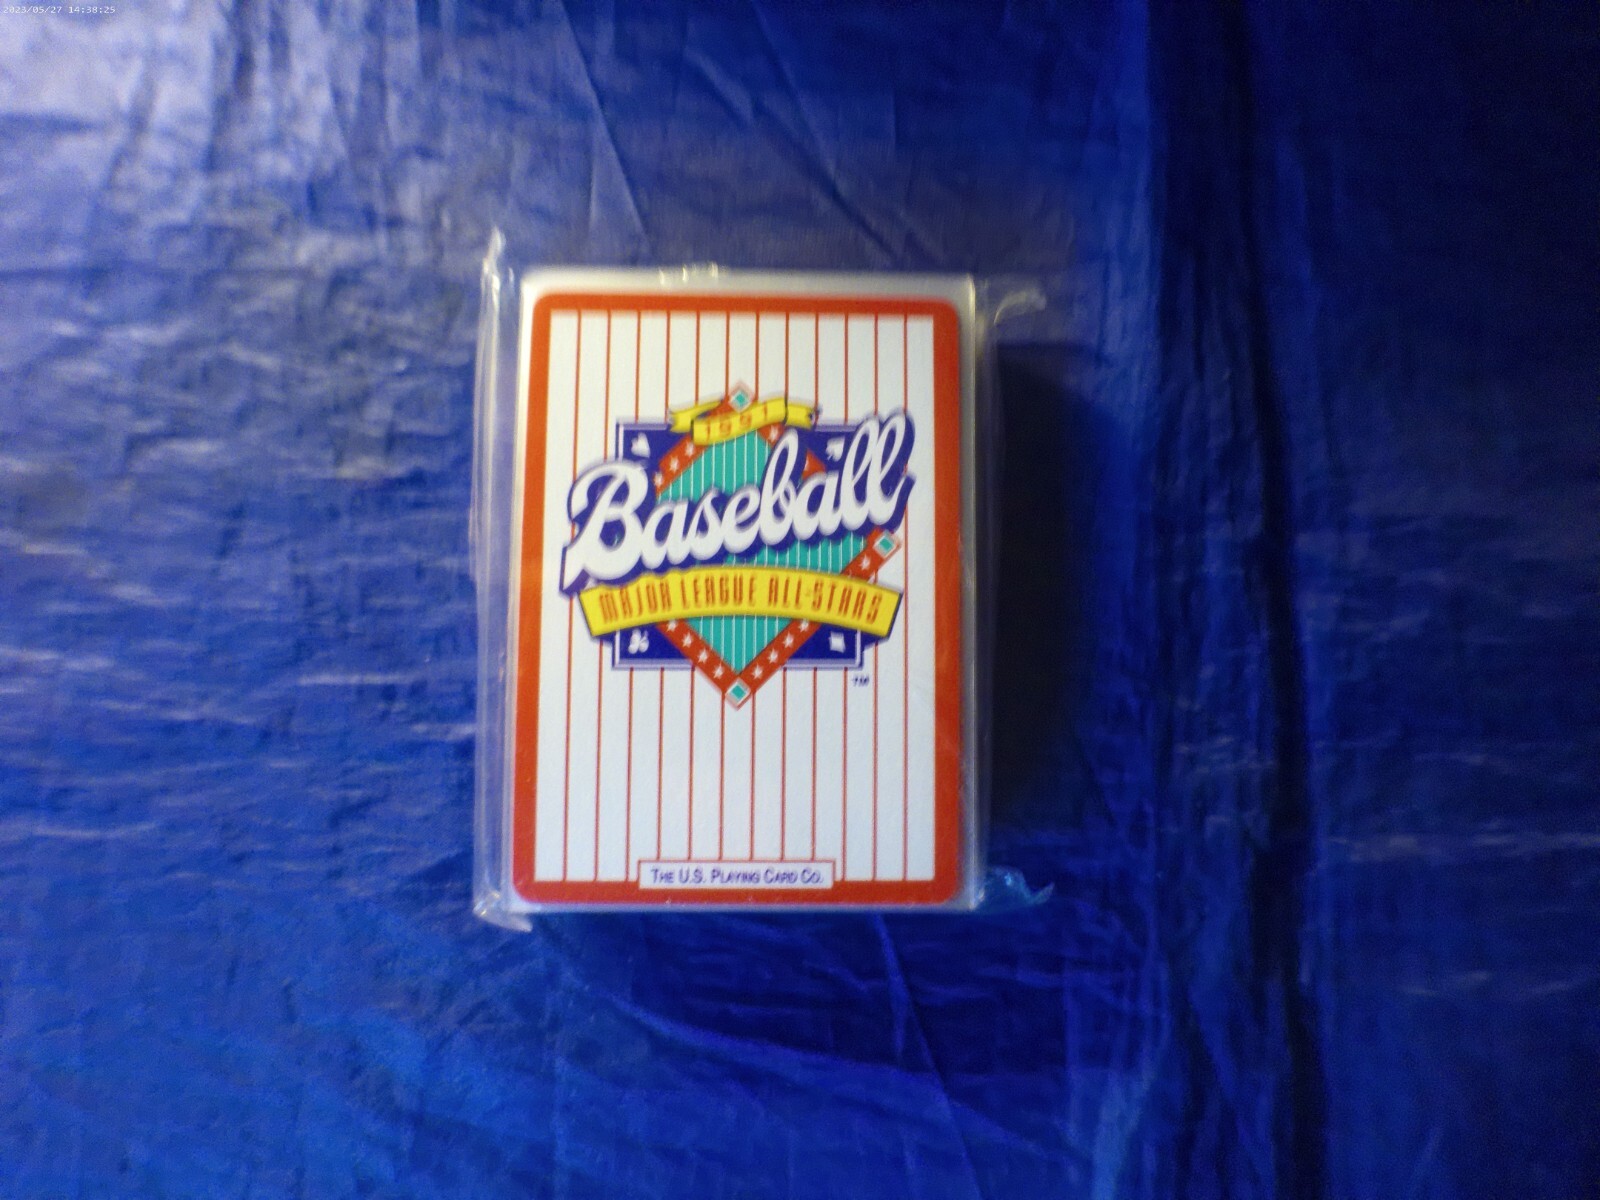 2023/05/27 14:38:25
1991
Baseball
MAJOR LEAGUE ALL-STARS
TM
THE U.S. PLAYING CARD CO.